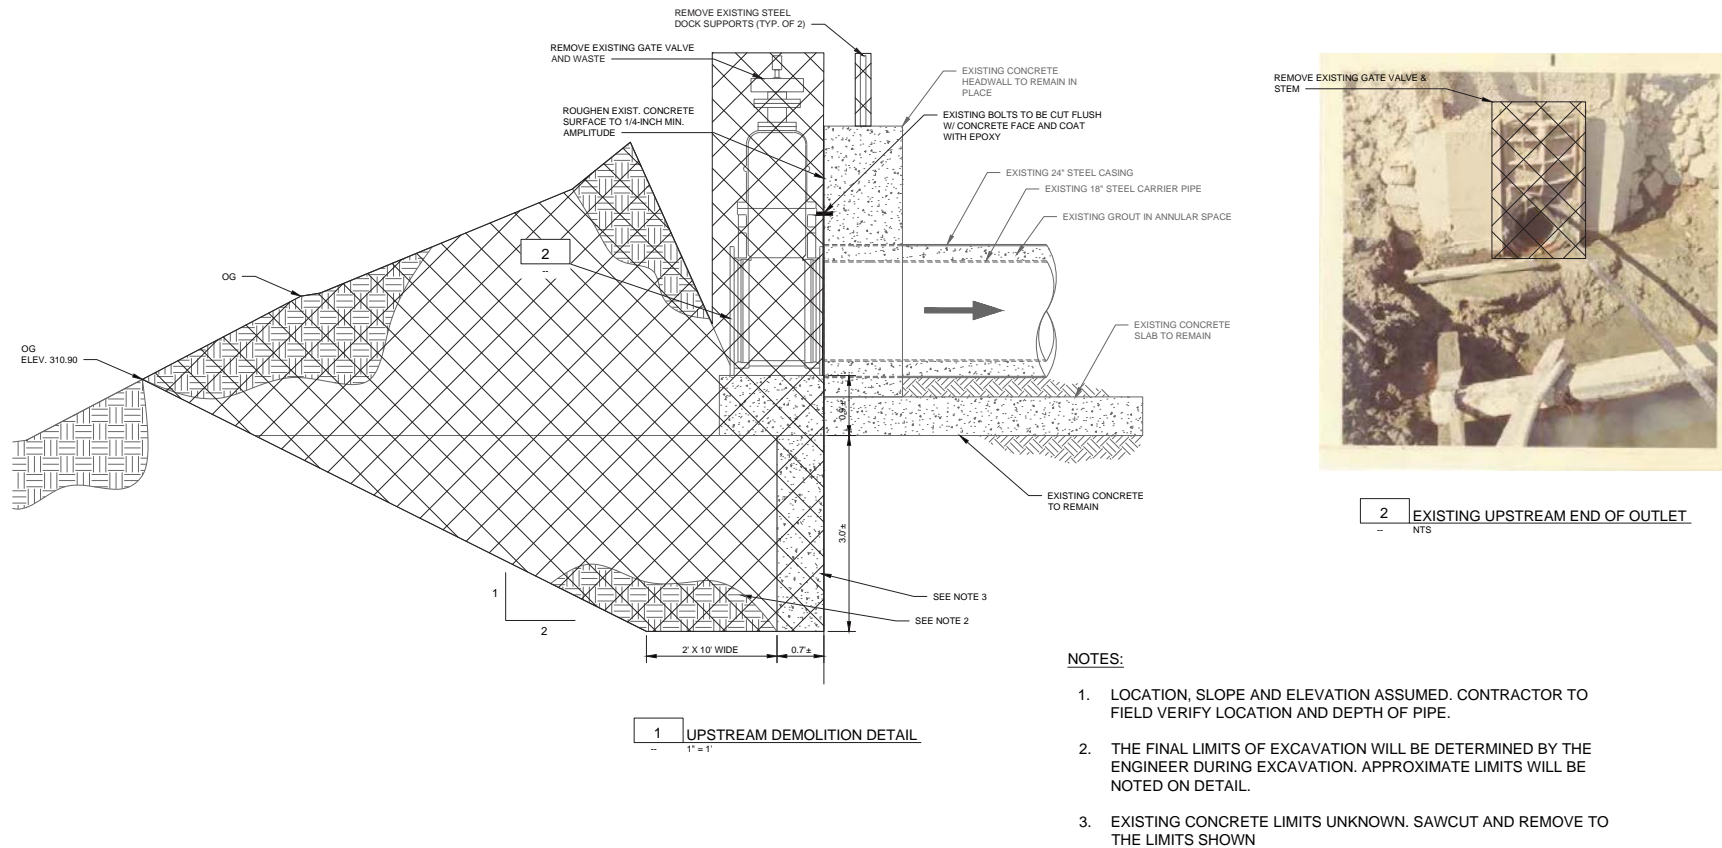 REMOVE EXISTING STEEL
DOCK SUPPORTS (TYP. OF 2)
REMOVE EXISTING GATE VALVE
AND WASTE
ROUGHEN EXIST. CONCRETE
SURFACE TO 1/4-INCH MIN.
AMPLITUDE
EXISTING CONCRETE
HEADWALL TO REMAIN IN
PLACE
EXISTING BOLTS TO BE CUT FLUSH
W/ CONCRETE FACE AND COAT
WITH EPOXY
EXISTING 24" STEEL CASING
EXISTING 18" STEEL CARRIER PIPE
EXISTING GROUT IN ANNULAR SPACE
2
--
OG
OG
ELEV. 310.90
EXISTING CONCRETE
SLAB TO REMAIN
0.9'±
3.0'±
EXISTING CONCRETE
TO REMAIN
SEE NOTE 3
SEE NOTE 2
1
2
2' X 10' WIDE
0.7'±
1
UPSTREAM DEMOLITION DETAIL
--
1" = 1'
REMOVE EXISTING GATE VALVE &
STEM
2
EXISTING UPSTREAM END OF OUTLET
--
NTS
NOTES:
1. LOCATION, SLOPE AND ELEVATION ASSUMED. CONTRACTOR TO
FIELD VERIFY LOCATION AND DEPTH OF PIPE.
2. THE FINAL LIMITS OF EXCAVATION WILL BE DETERMINED BY THE
ENGINEER DURING EXCAVATION. APPROXIMATE LIMITS WILL BE
NOTED ON DETAIL.
3. EXISTING CONCRETE LIMITS UNKNOWN. SAWCUT AND REMOVE TO
THE LIMITS SHOWN